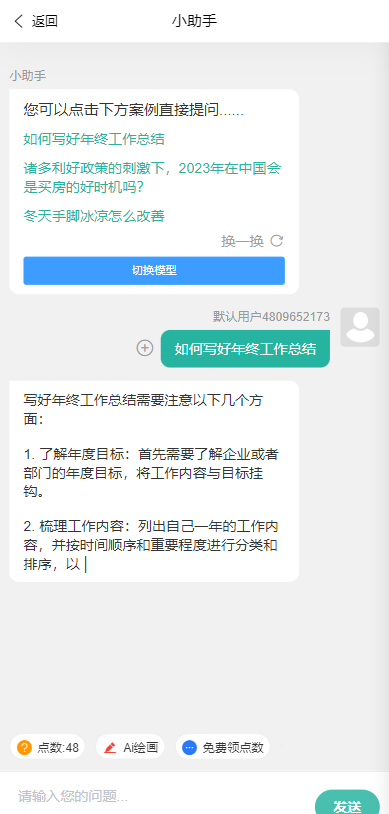 返回
小助手
小助手
您可以点击下方案例直接提问......
如何写好年终工作总结
诸多利好政策的刺激下，2023年在中国会
是买房的好时机吗?
冬天手脚冰凉怎么改善
换一换
切换模型
默认用户4809652173
如何写好年终工作总结
写好年终工作总结需要注意以下几个方
面：
1. 了解年度目标：首先需要了解企业或者
部门的年度目标，将工作内容与目标挂
钩。
2. 梳理工作内容：列出自己一年的工作内
容，并按时间顺序和重要程度进行分类和
排序，以
点数:48
Ai绘画
免费领点数
请输入您的问题...
发送